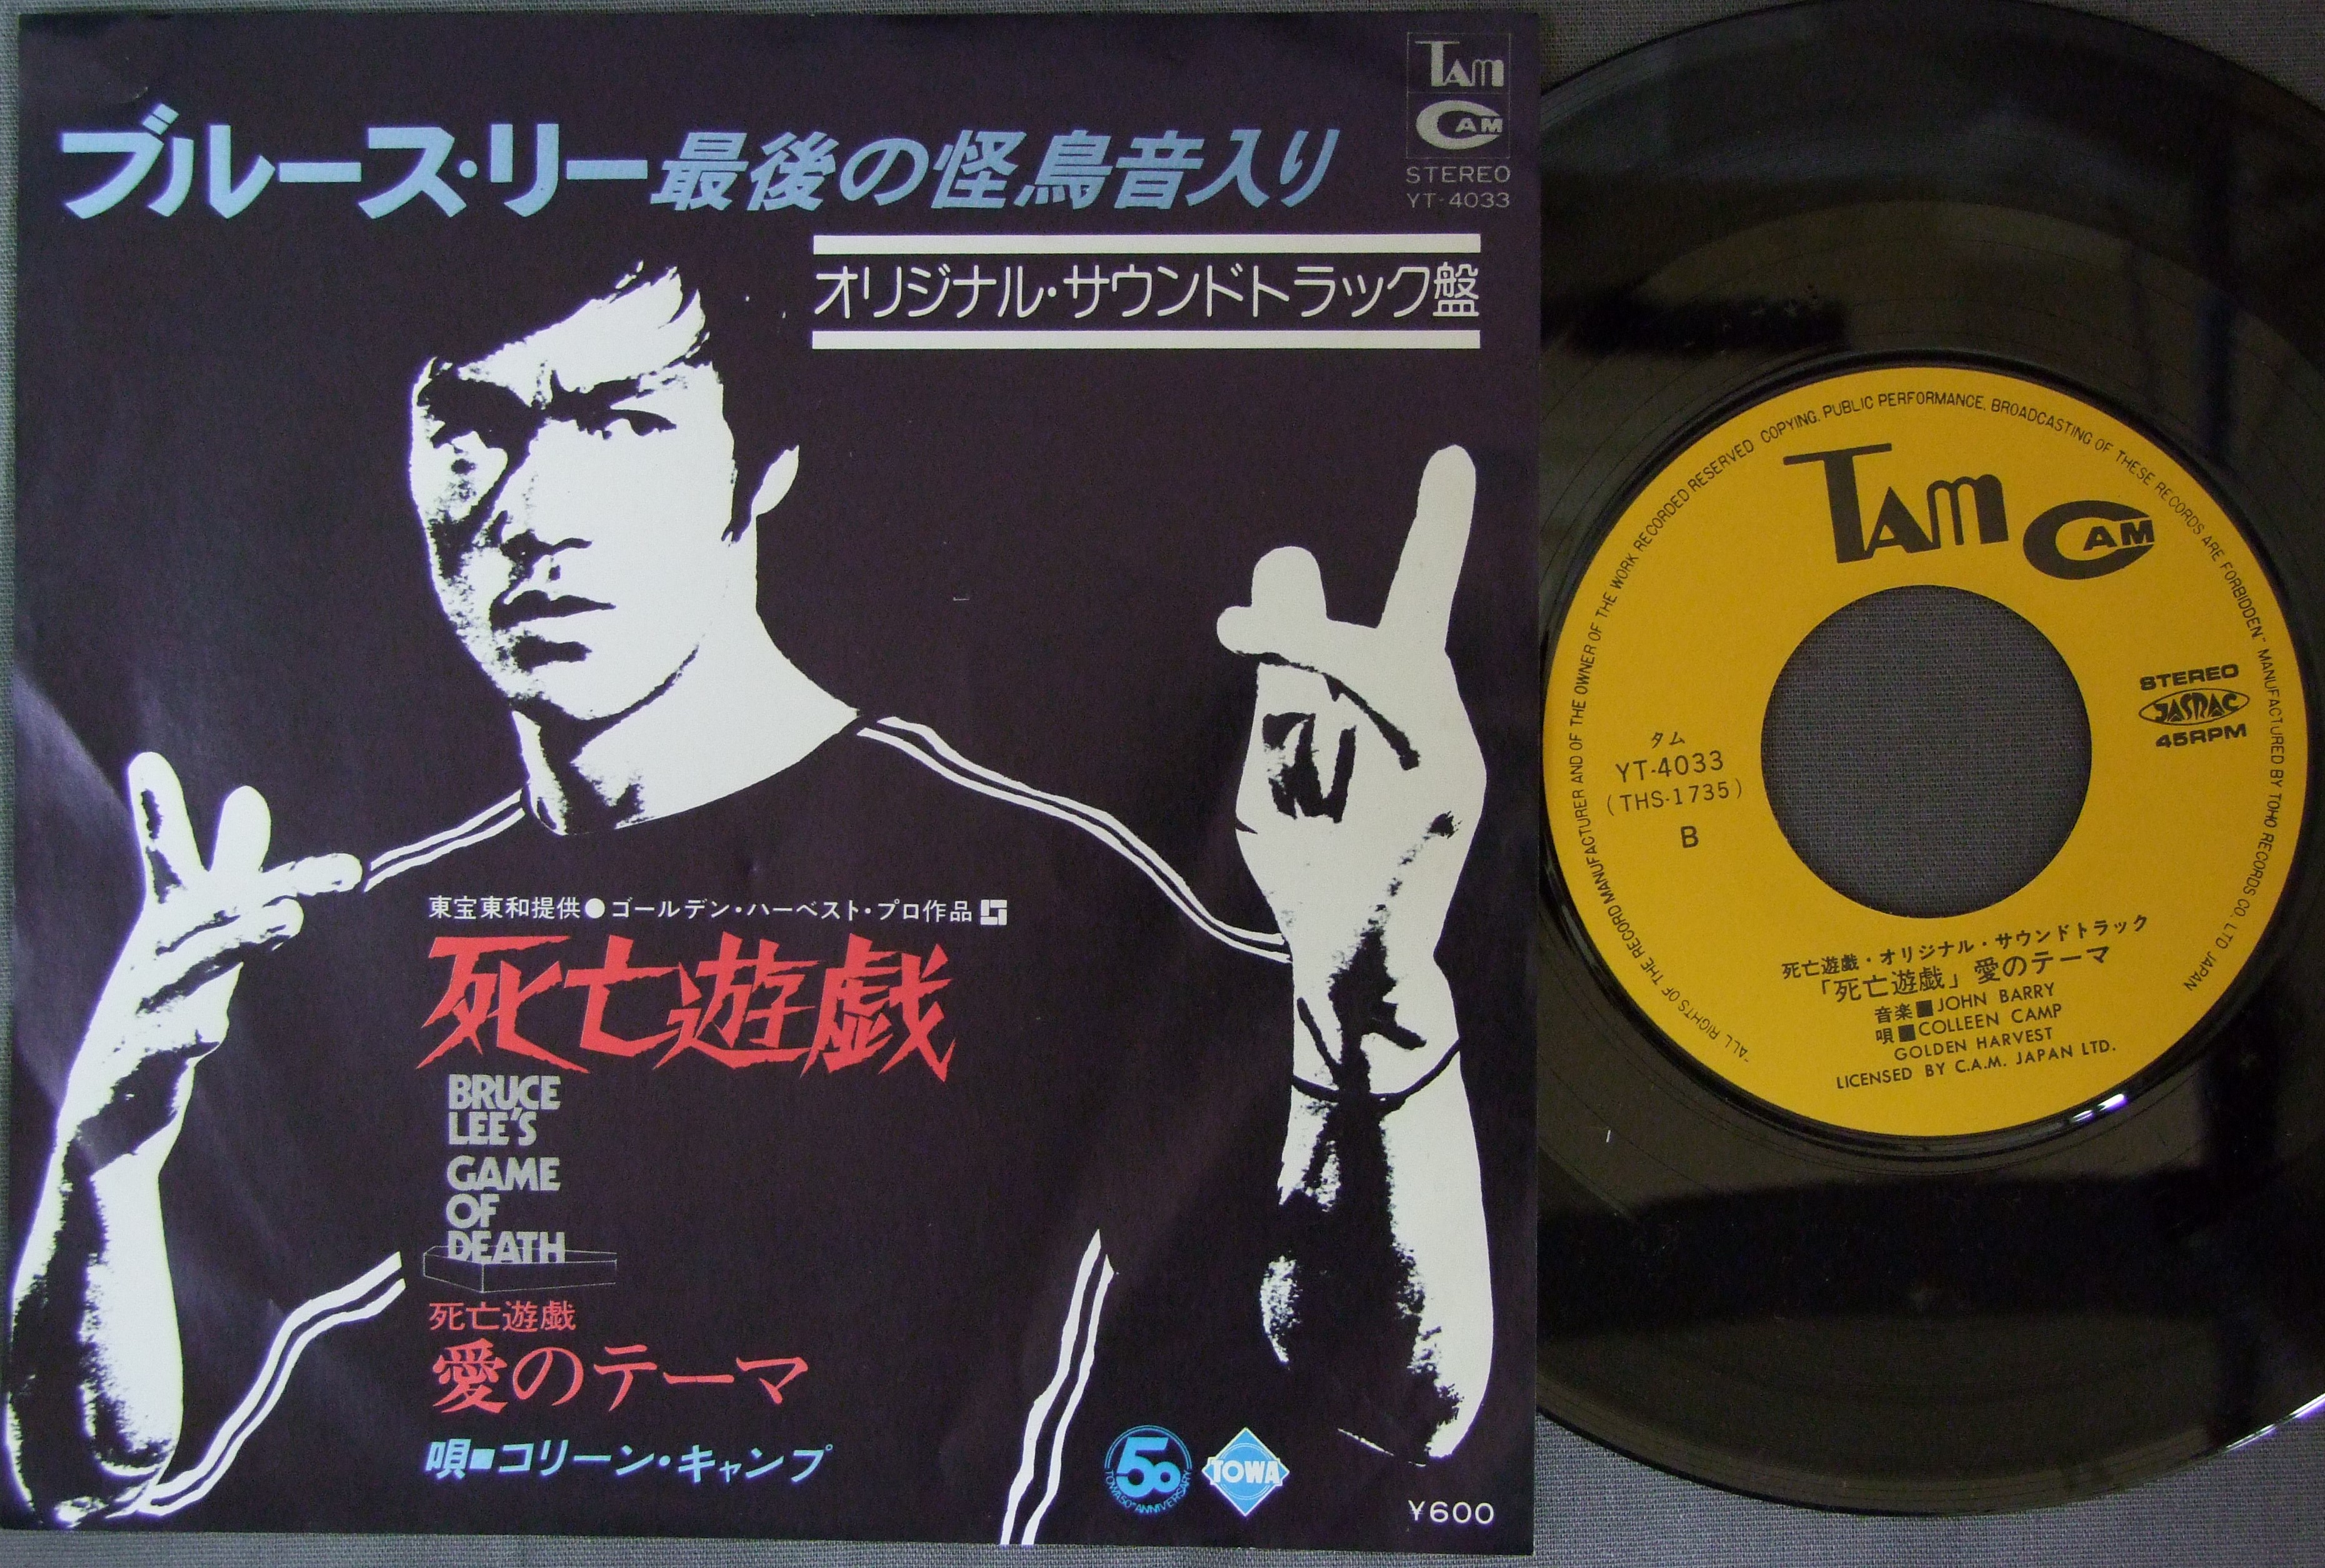 ブルース・リー最後の怪鳥音入り
TAM
CAM
STEREO
YT-4033
オリジナル・サウンドトラック盤
東宝東和提供●ゴールデン・ハーベスト・プロ作品
死亡遊戯
BRUCE
LEE'S
GAME
OF
DEATH
死亡遊戯
愛のテーマ
唄■コリーン・キャンプ
50
TOWA 50th ANNIVERSARY
TOWA
¥600
"ALL RIGHTS OF THE RECORD MANUFACTURER AND OF THE OWNER OF THE WORK RECORDED RESERVED COPYING, PUBLIC PERFORMANCE, BROADCASTING OF THESE RECORDS ARE FORBIDDEN" MANUFACTURED BY TOHO RECORDS CO., LTD. JAPAN
TAM CAM
STEREO
JASRAC
45RPM
タム
YT-4033
(THS-1735)
B
死亡遊戯・オリジナル・サウンドトラック
「死亡遊戯」愛のテーマ
音楽■JOHN BARRY
唄■COLLEEN CAMP
GOLDEN HARVEST
LICENSED BY C.A.M. JAPAN LTD.